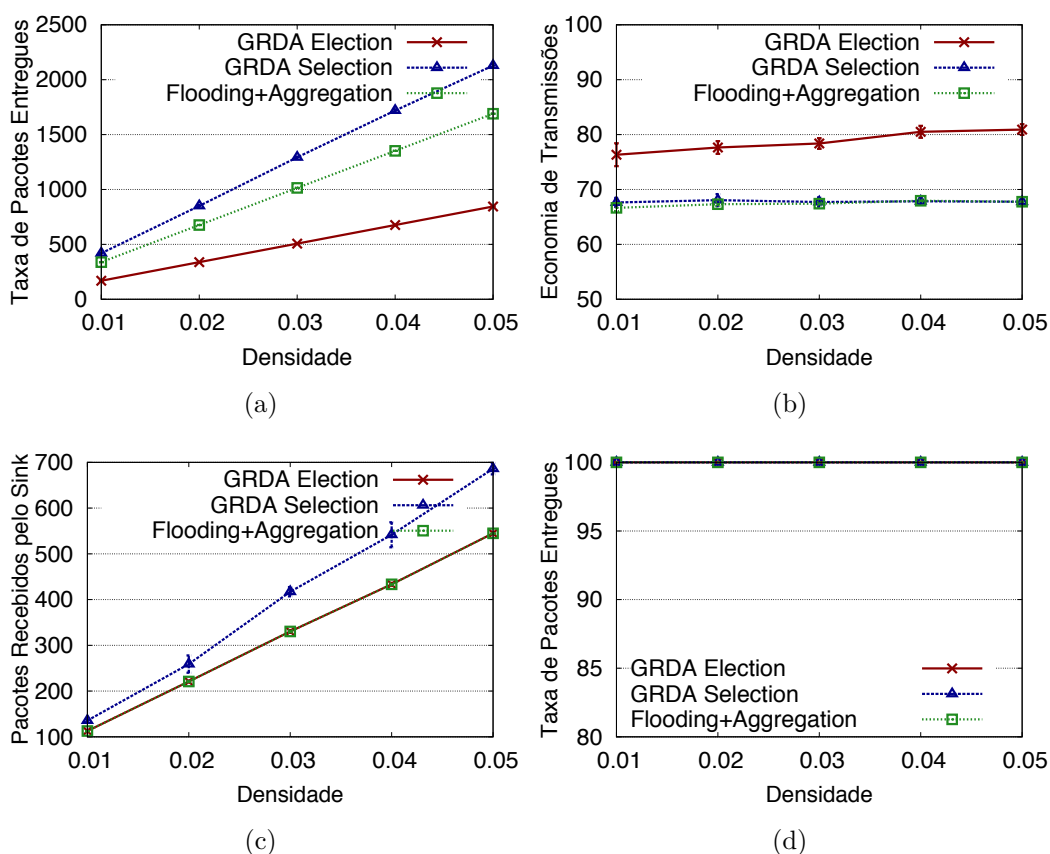 GRDA Election
GRDA Selection
Flooding+Aggregation
Taxa de Pacotes Entregues
2500
2000
1500
1000
500
0
0.01 0.02 0.03 0.04 0.05
Densidade
(a)
GRDA Election
GRDA Selection
Flooding+Aggregation
Economia de Transmissões
100
90
80
70
60
50
0.01 0.02 0.03 0.04 0.05
Densidade
(b)
GRDA Election
GRDA Selection
Flooding+Aggregation
Pacotes Recebidos pelo Sink
700
600
500
400
300
200
100
0.01 0.02 0.03 0.04 0.05
Densidade
(c)
Taxa de Pacotes Entregues
100
95
90
85
80
GRDA Election
GRDA Selection
Flooding+Aggregation
0.01 0.02 0.03 0.04 0.05
Densidade
(d)